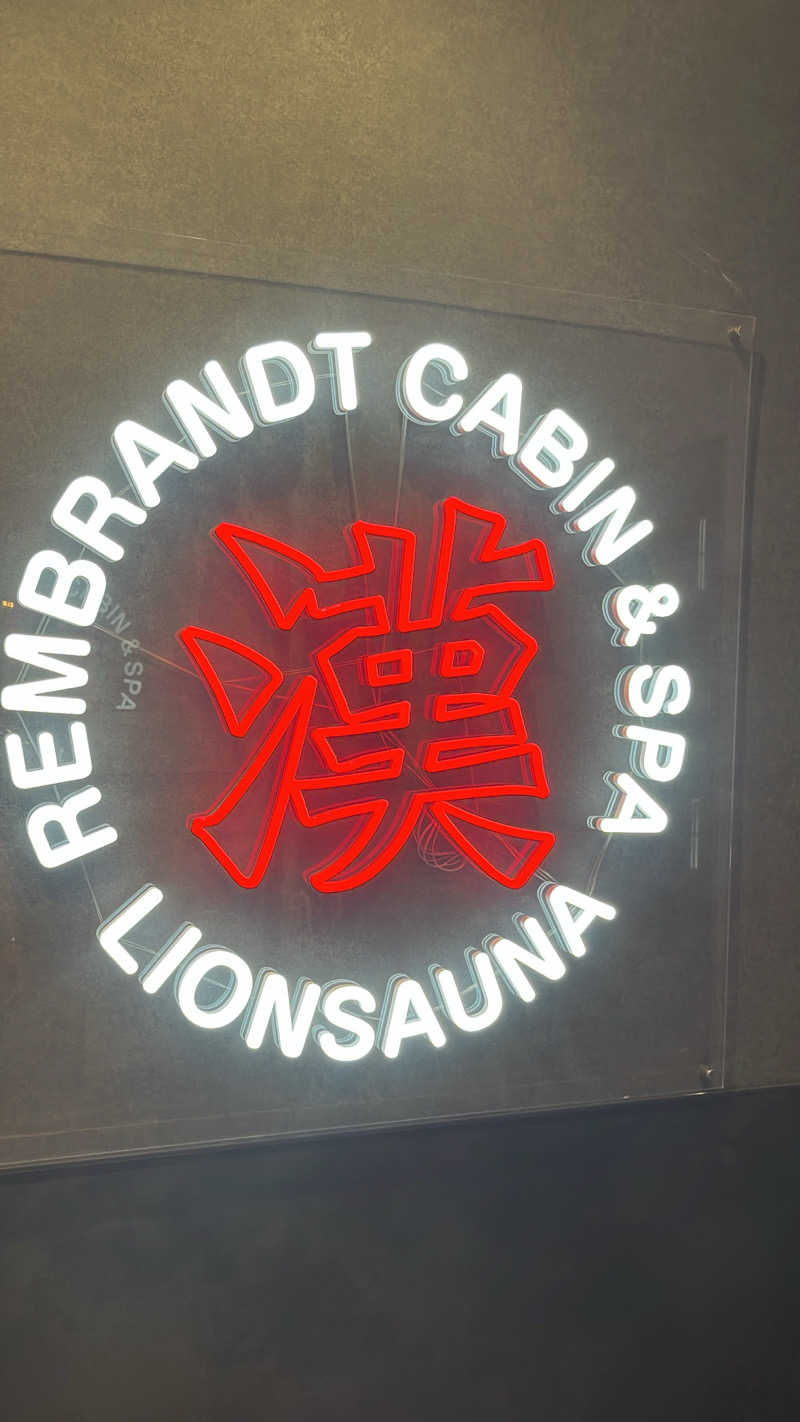 REMBRANDT CABIN & SPA
漢
LIONSAUNA